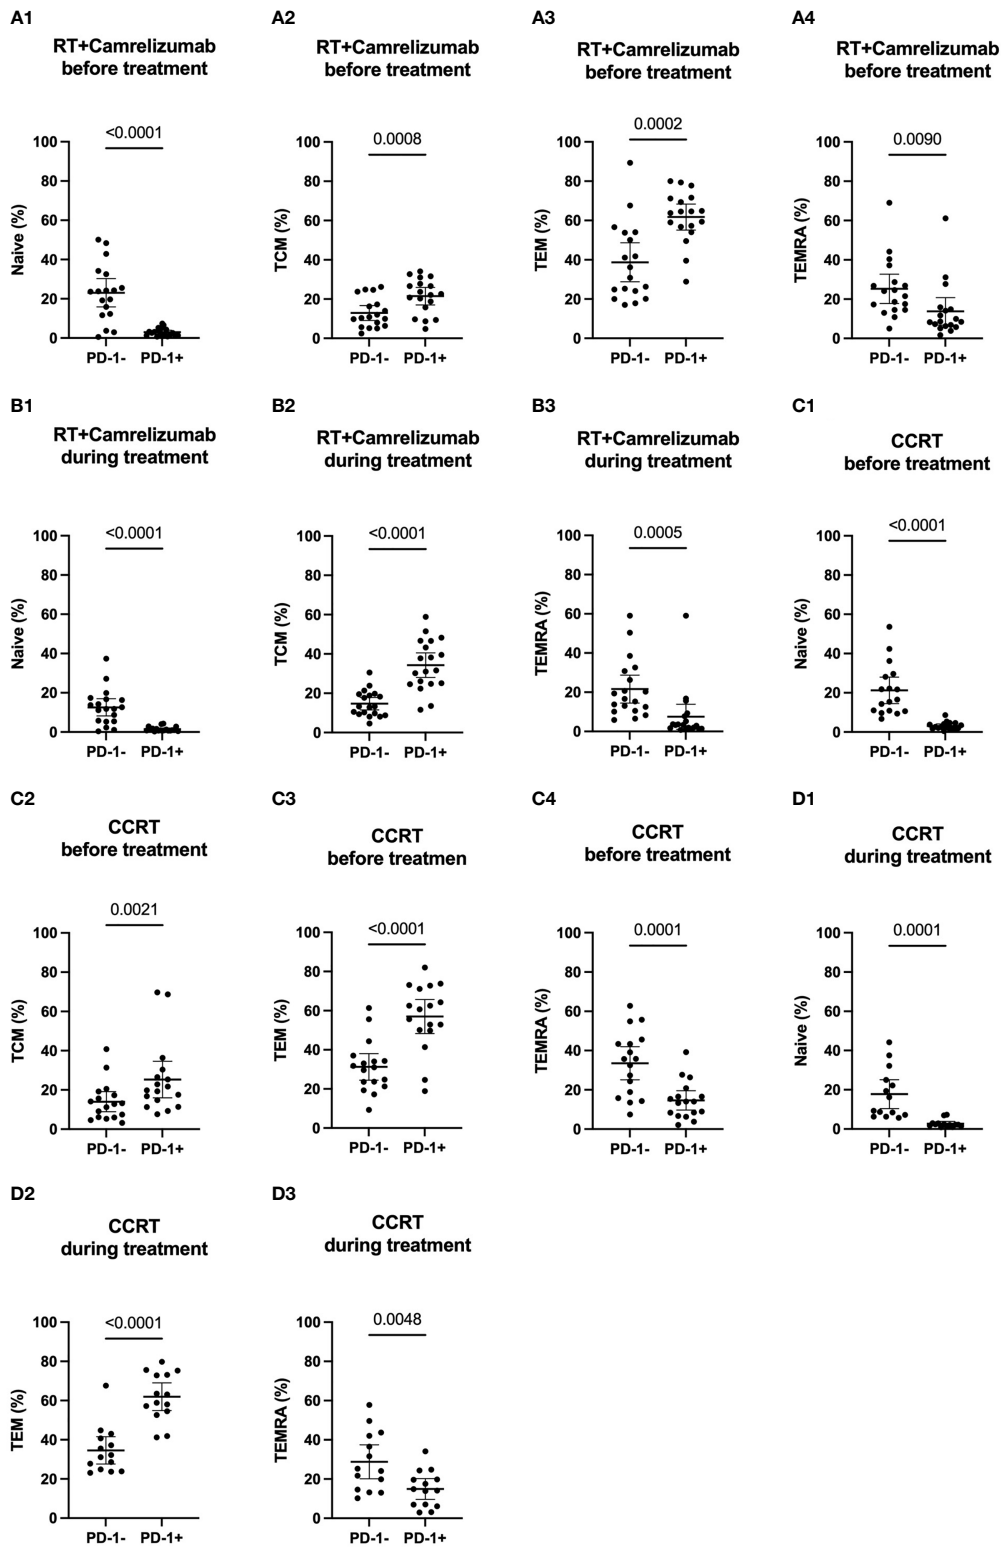 A1
RT+Camrelizumab
before treatment
<0.0001
100
80
60
40
20
0
Naive (%)
PD-1- PD-1+
A2
RT+Camrelizumab
before treatment
0.0008
100
80
60
40
20
0
TCM (%)
PD-1- PD-1+
A3
RT+Camrelizumab
before treatment
0.0002
100
80
60
40
20
0
TEM (%)
PD-1- PD-1+
A4
RT+Camrelizumab
before treatment
0.0090
100
80
60
40
20
0
TEMRA (%)
PD-1- PD-1+
B1
RT+Camrelizumab
during treatment
<0.0001
100
80
60
40
20
0
Naive (%)
PD-1- PD-1+
B2
RT+Camrelizumab
during treatment
<0.0001
100
80
60
40
20
0
TCM (%)
PD-1- PD-1+
B3
RT+Camrelizumab
during treatment
0.0005
100
80
60
40
20
0
TEMRA (%)
PD-1- PD-1+
C1
CCRT
before treatment
<0.0001
100
80
60
40
20
0
Naive (%)
PD-1- PD-1+
C2
CCRT
before treatment
0.0021
100
80
60
40
20
0
TCM (%)
PD-1- PD-1+
C3
CCRT
before treatmen
<0.0001
100
80
60
40
20
0
TEM (%)
PD-1- PD-1+
C4
CCRT
before treatment
0.0001
100
80
60
40
20
0
TEMRA (%)
PD-1- PD-1+
D1
CCRT
during treatment
0.0001
100
80
60
40
20
0
Naive (%)
PD-1- PD-1+
D2
CCRT
during treatment
<0.0001
100
80
60
40
20
0
TEM (%)
PD-1- PD-1+
D3
CCRT
during treatment
0.0048
100
80
60
40
20
0
TEMRA (%)
PD-1- PD-1+